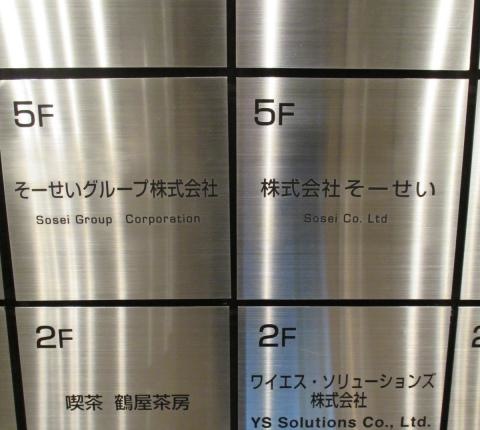 5F
そーせいグループ株式会社
Sosei Group Corporation
5F
株式会社そーせい
Sosei Co. Ltd
2F
喫茶 鶴屋茶房
2F
ワイエス・ソリューションズ
株式会社
YS Solutions Co., Ltd.
2